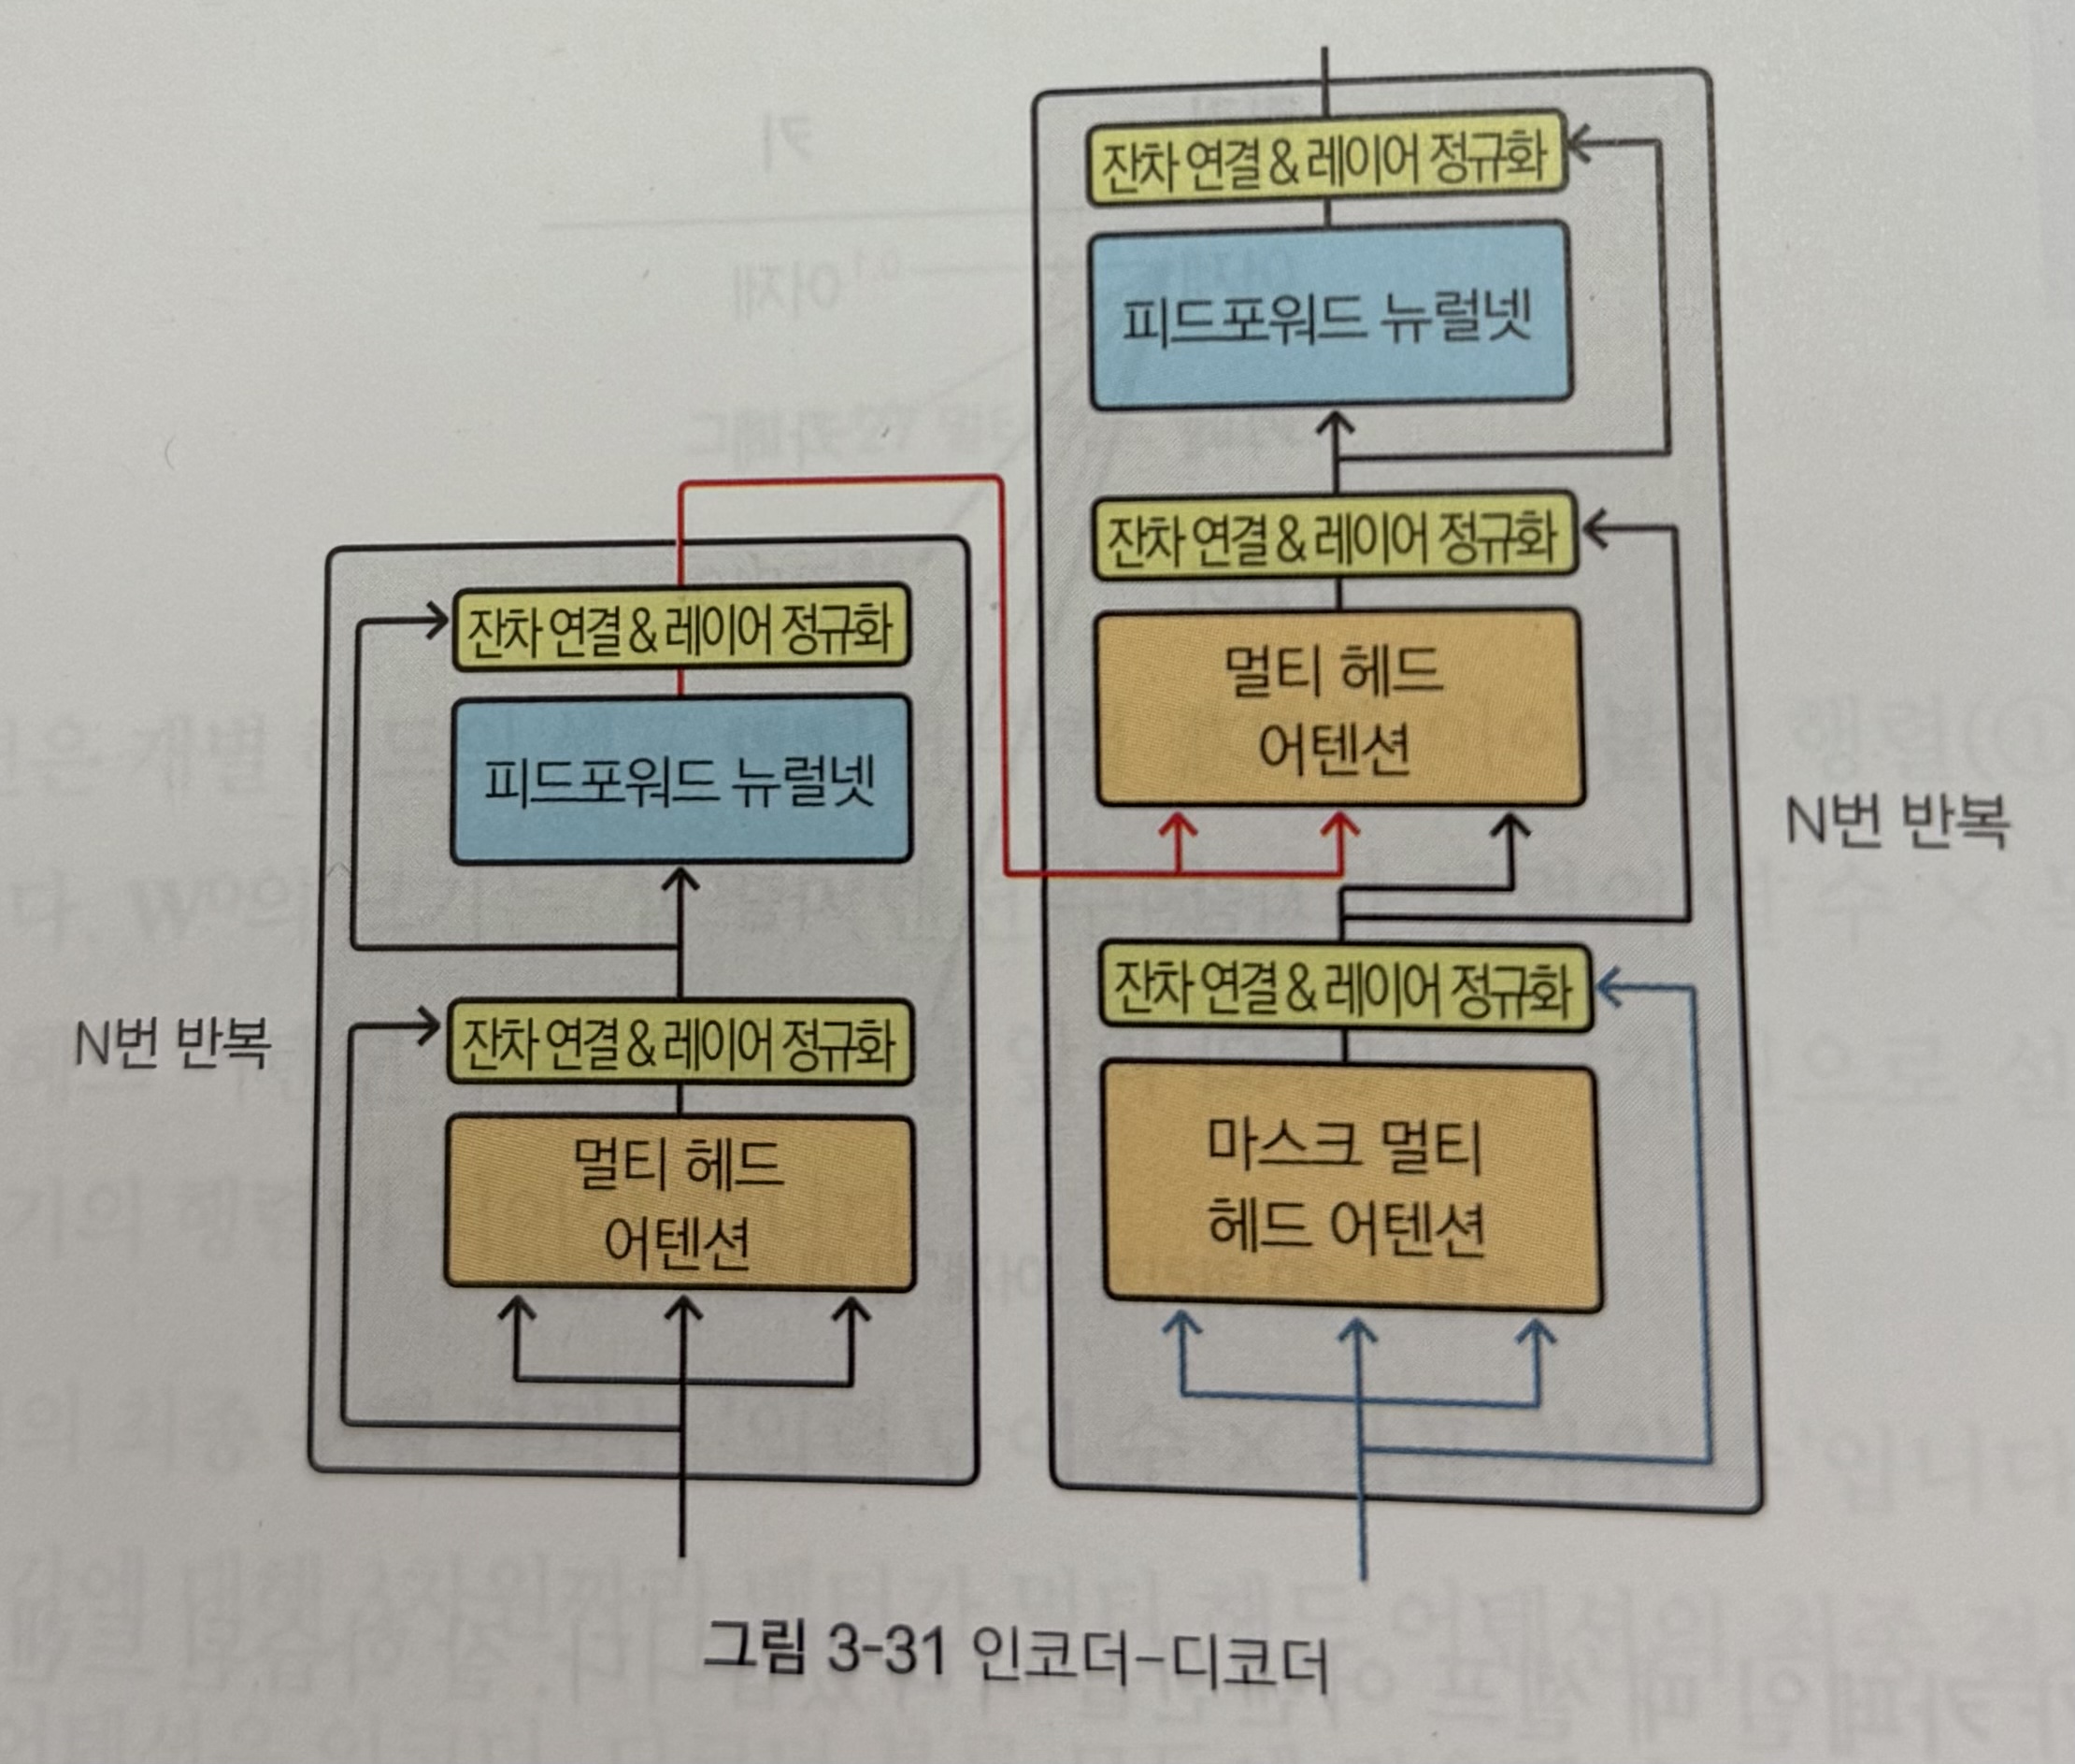 잔차 연결 & 레이어 정규화
피드포워드 뉴럴넷
잔차 연결 & 레이어 정규화
멀티 헤드
어텐션
N번 반복
잔차 연결 & 레이어 정규화
피드포워드 뉴럴넷
잔차 연결 & 레이어 정규화
멀티 헤드
어텐션
잔차 연결 & 레이어 정규화
마스크 멀티
헤드 어텐션
N번 반복
그림 3-31 인코더-디코더